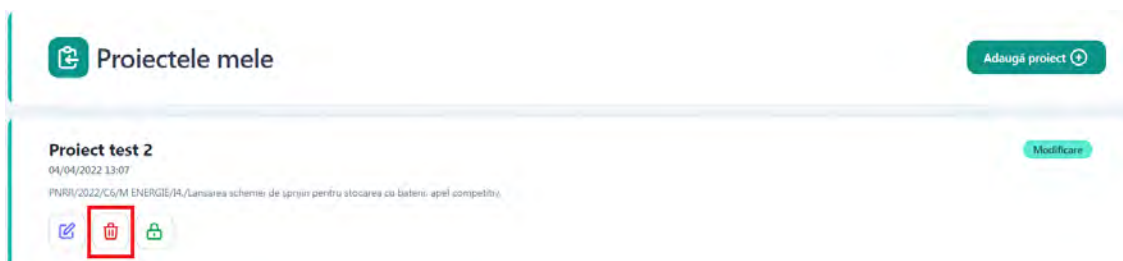 Proiectele mele
Adaugă proiect
Proiect test 2
Modificare
04/04/2022 13:07
PNRR/2022/C6/M ENERGIE/I4./Lansarea schemei de sprijin pentru stocarea cu baterii: apel competitiv.